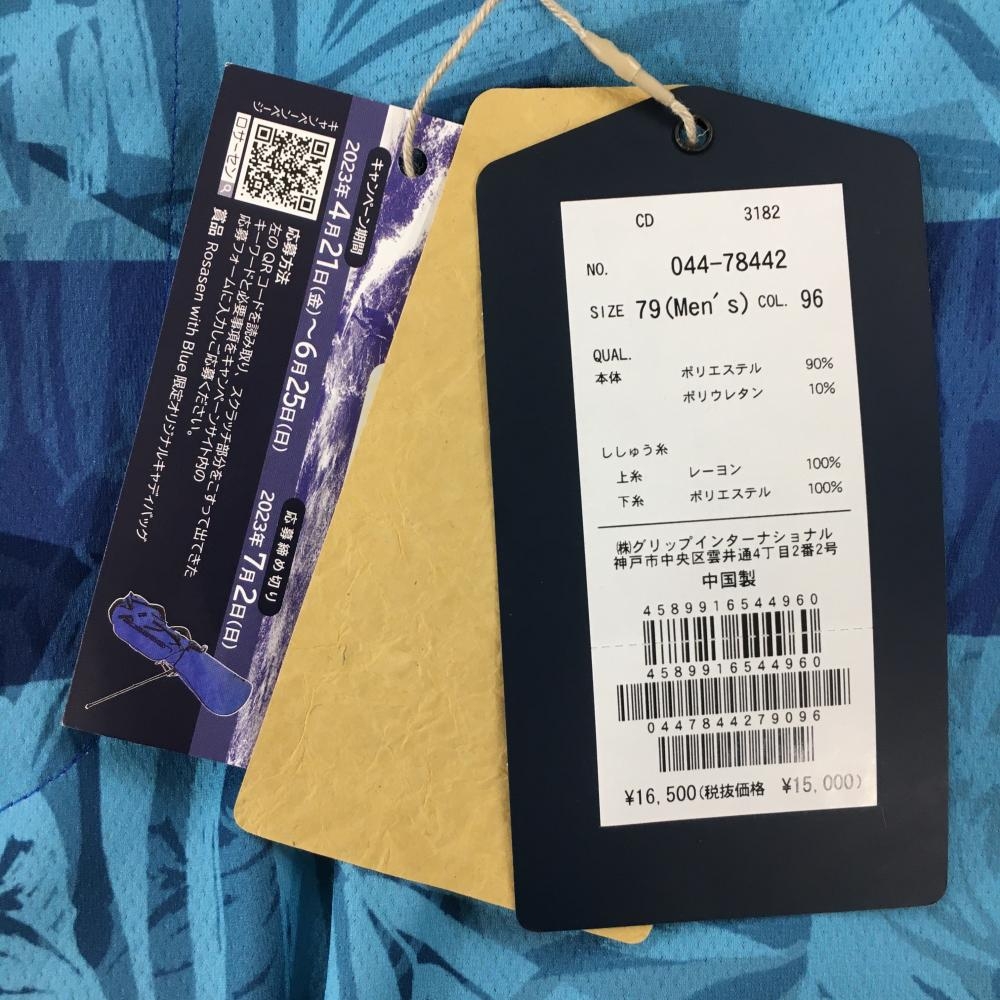 キャンペーンページ
ロザーセン
キャンペーン期間
2023年4月21日(金)～6月25日(日)
応募締め切り
2023年7月2日(日)
応募方法
左のQRコードを読み取り、スクラッチ部分をこすって出てきた
キーワードと必要事項をキャンペーンサイト内の
応募フォームに入力しご応募ください。
賞品 Rosasen with Blue 限定オリジナルキャディバッグ
CD 3182
NO. 044-78442
SIZE 79(Men's) COL. 96
QUAL.
本体 ポリエステル 90%
ポリウレタン 10%
ししゅう糸
上糸 レーヨン 100%
下糸 ポリエステル 100%
㈱グリップインターナショナル
神戸市中央区雲井通4丁目2番2号
中国製
4589916544960
4589916544960
0447844279096
¥16,500(税抜価格 ¥15,000)